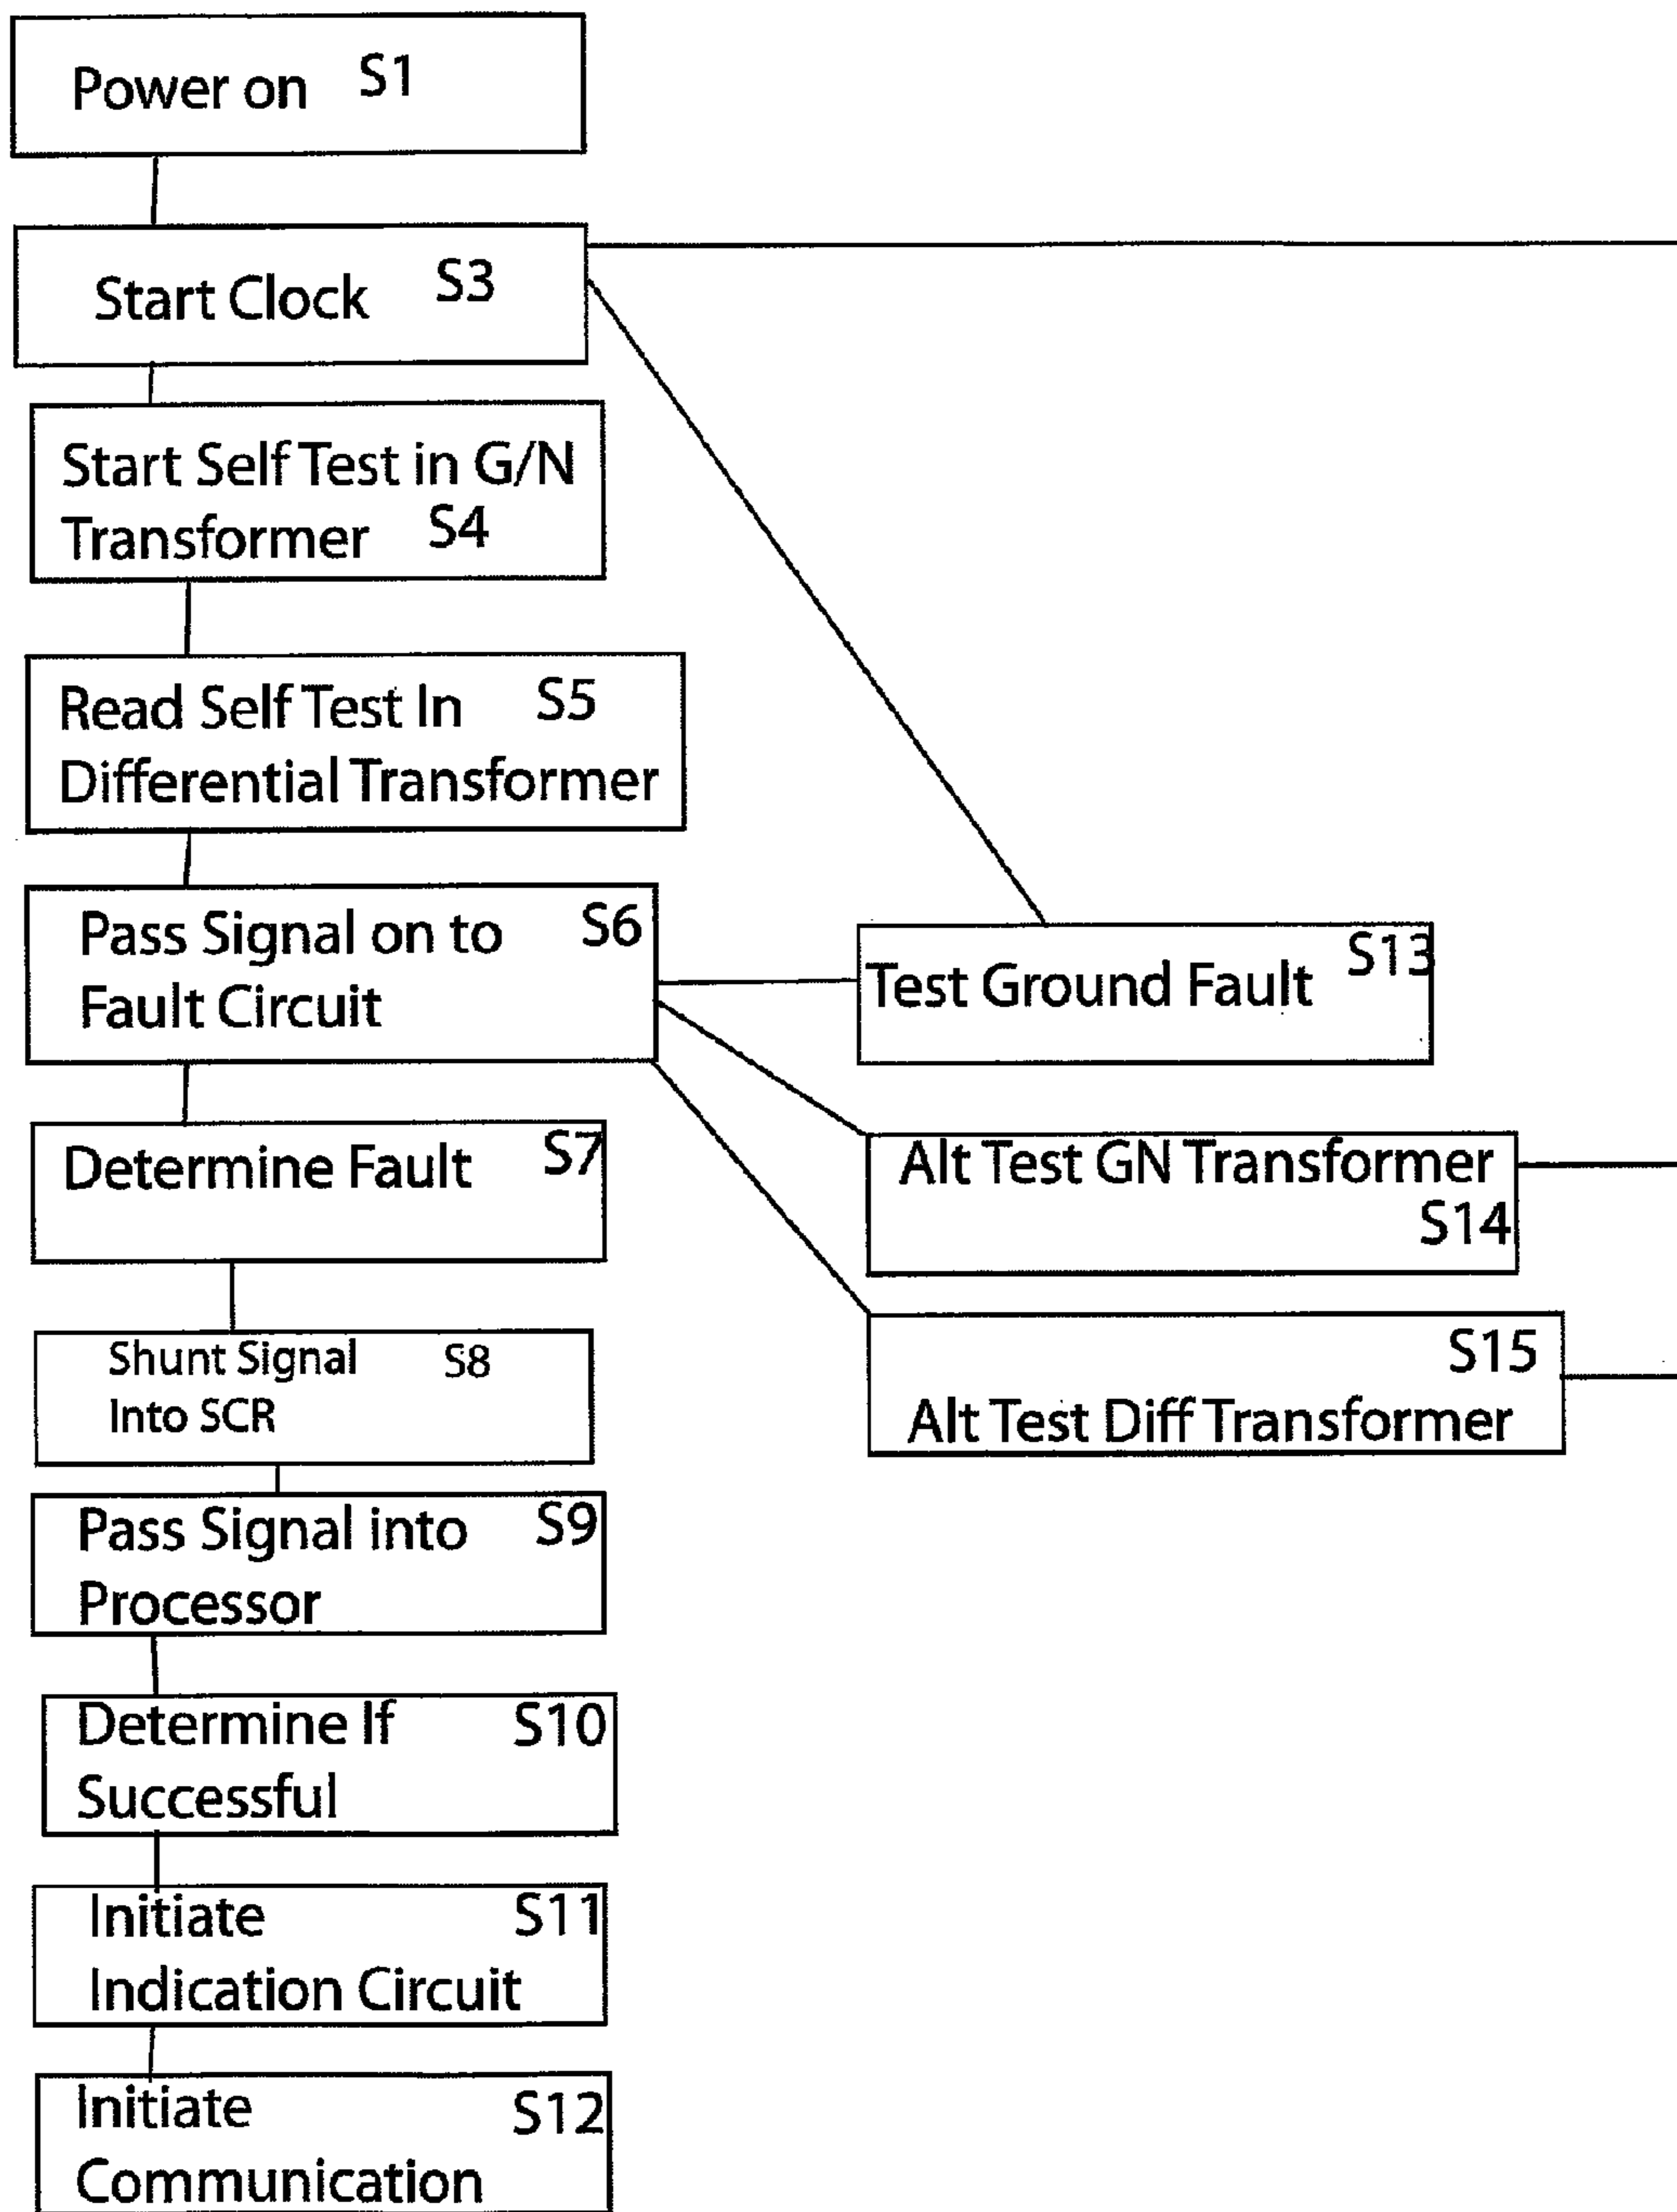 Power on S1
Start Clock S3
Start Self Test in G/N
Transformer S4
Read Self Test In S5
Differential Transformer
Pass Signal on to S6
Fault Circuit
Test Ground Fault S13
Determine Fault S7
Alt Test GN Transformer
S14
Shunt Signal S8
Into SCR
S15
Alt Test Diff Transformer
Pass Signal into S9
Processor
Determine If S10
Successful
Initiate S11
Indication Circuit
Initiate S12
Communication